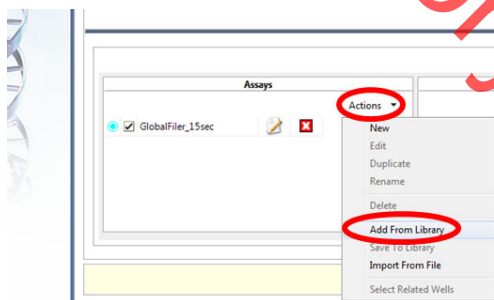 Assays
Actions
GlobalFiler_15sec
New
Edit
Duplicate
Rename
Delete
Add From Library
Save To Library
Import From File
Select Related Wells